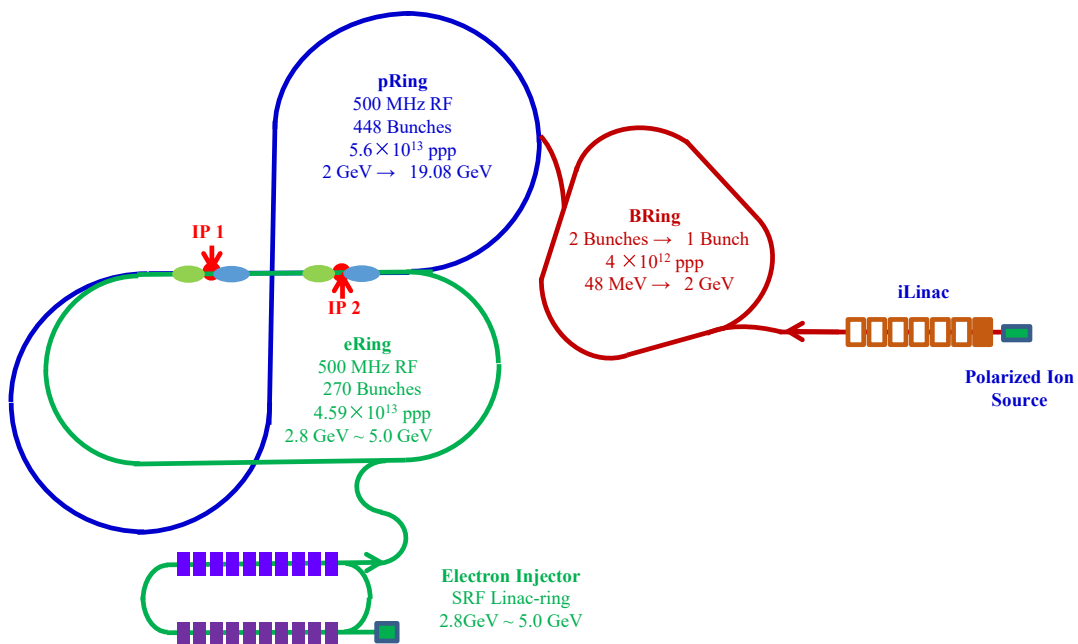 pRing
500 MHz RF
448 Bunches
5.6×10¹³ ppp
2 GeV → 19.08 GeV
IP 1
IP 2
BRing
2 Bunches → 1 Bunch
4 ×10¹² ppp
48 MeV → 2 GeV
iLinac
Polarized Ion
Source
eRing
500 MHz RF
270 Bunches
4.59×10¹³ ppp
2.8 GeV ~ 5.0 GeV
Electron Injector
SRF Linac-ring
2.8GeV ~ 5.0 GeV